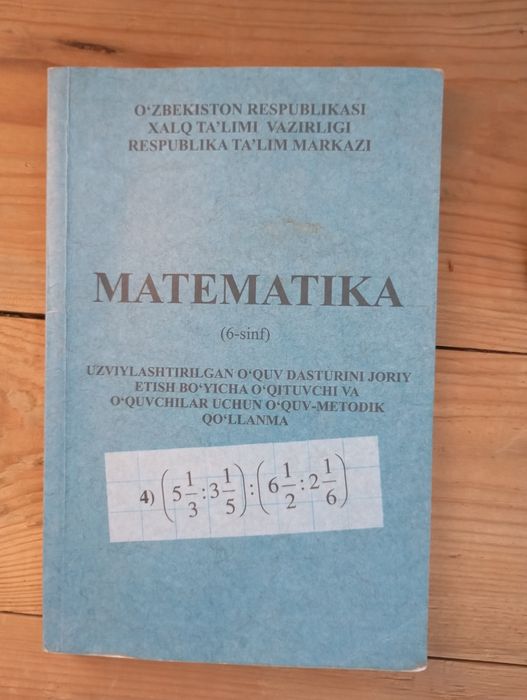 O‘ZBEKISTON RESPUBLIKASI
XALQ TA’LIMI VAZIRLIGI
RESPUBLIKA TA’LIM MARKAZI
MATEMATIKA
(6-sinf)
UZVIYLASHTIRILGAN O‘QUV DASTURINI JORIY
ETISH BO‘YICHA O‘QITUVCHI VA
O‘QUVCHILAR UCHUN O‘QUV-METODIK
QO‘LLANMA
4) (5 1/3 : 3 1/5) : (6 1/2 : 2 1/6)